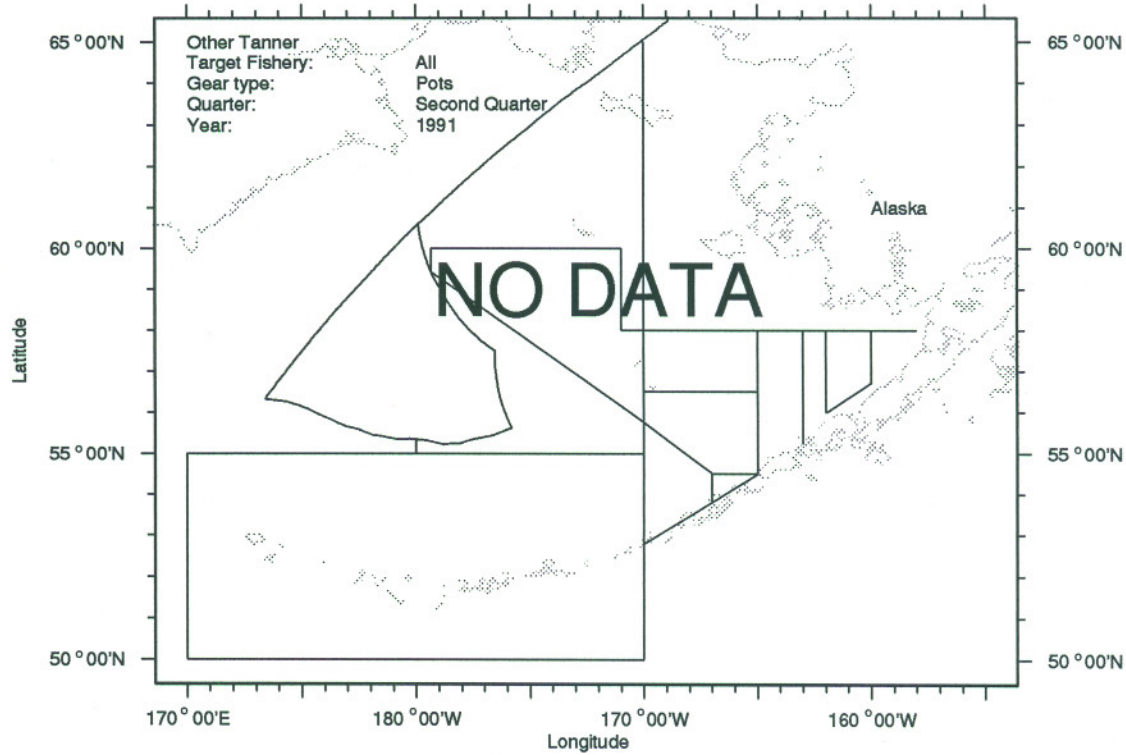 65 °00'N
65 °00'N
Other Tanner
Target Fishery: All
Gear type: Pots
Quarter: Second Quarter
Year: 1991
Alaska
60 °00'N
60 °00'N
NO DATA
Latitude
55 °00'N
55 °00'N
50 °00'N
50 °00'N
170 °00'E
180 °00'W
170 °00'W
160 °00'W
Longitude